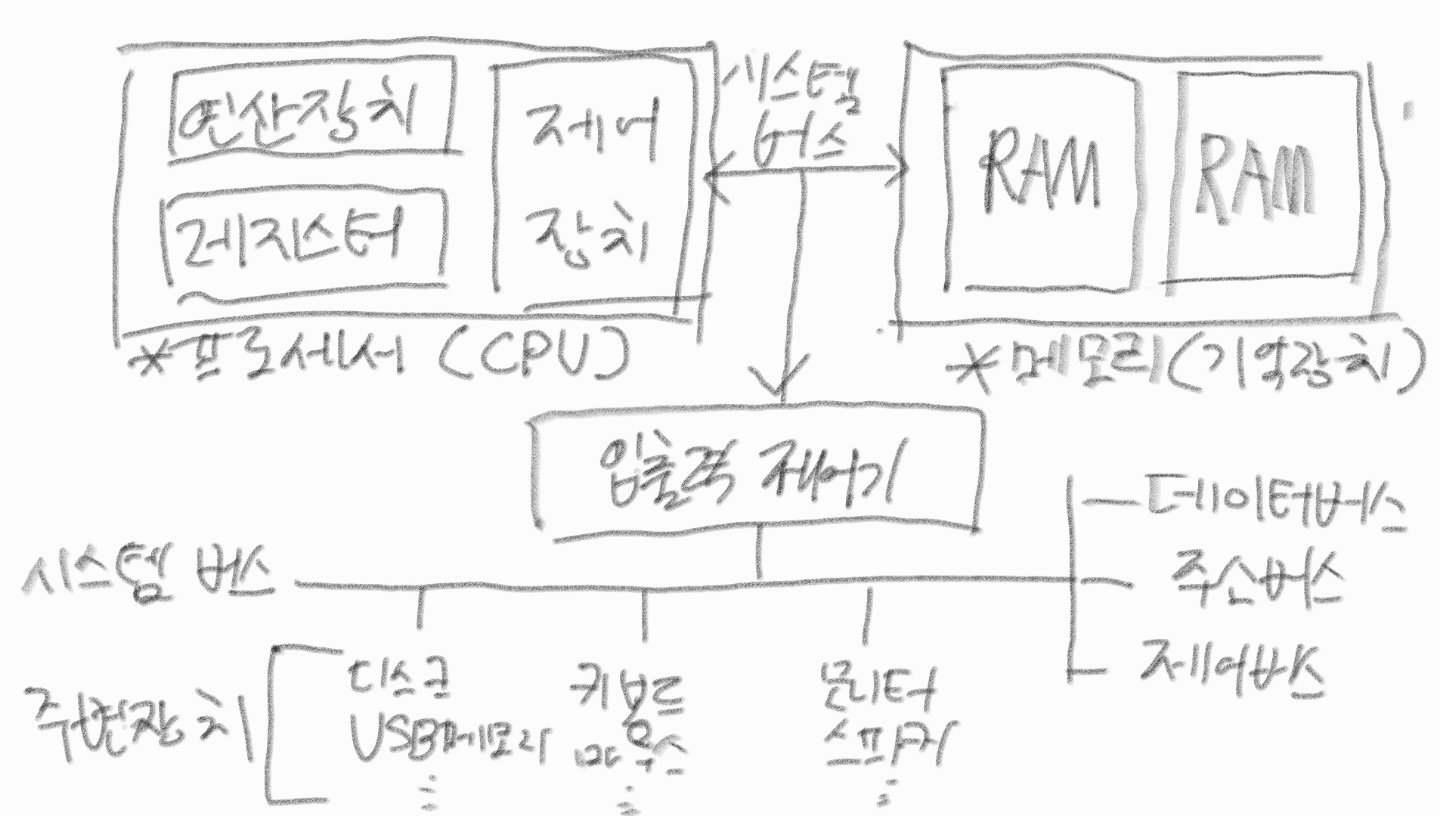 연산장치
제어
장치
레지스터
*프로세서 (CPU)
시스템
버스
RAM
RAM
*메모리(기억장치)
입출력 제어기
시스템 버스
데이터버스
주소버스
제어버스
주변장치
디스크
USB메모리
키보드
마우스
모니터
스피커